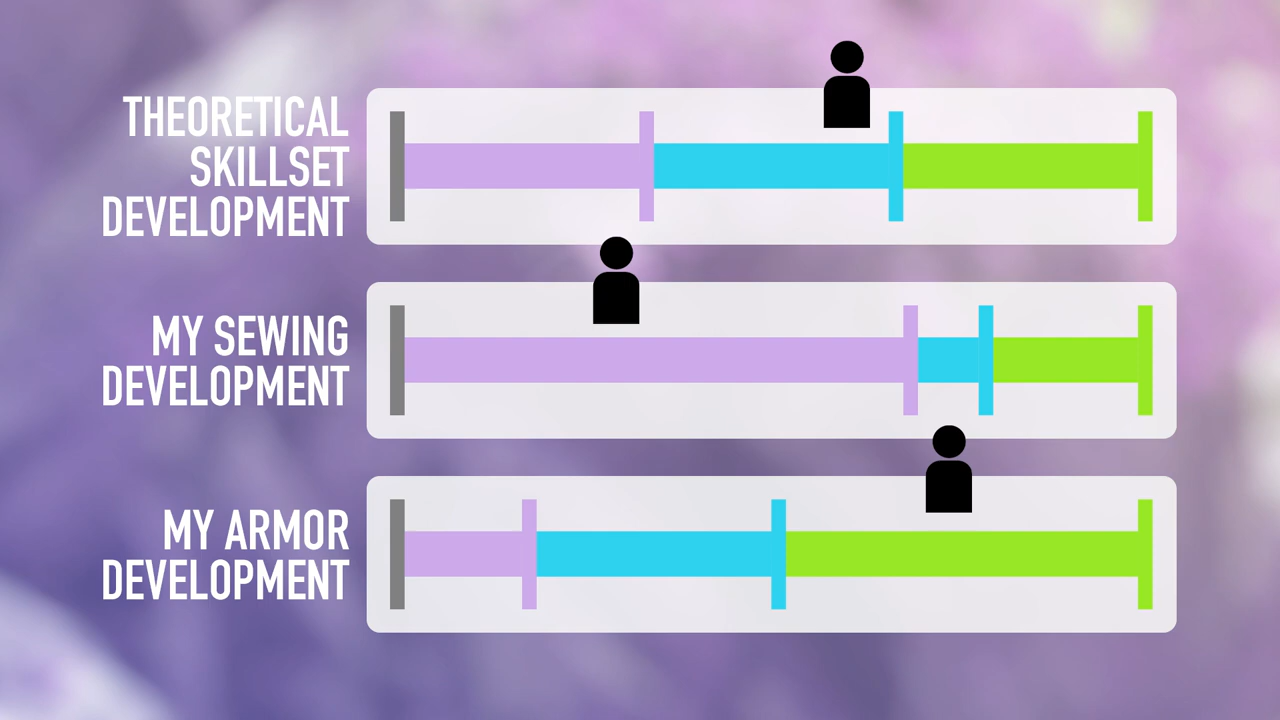 THEORETICAL
SKILLSET
DEVELOPMENT
MY SEWING
DEVELOPMENT
MY ARMOR
DEVELOPMENT